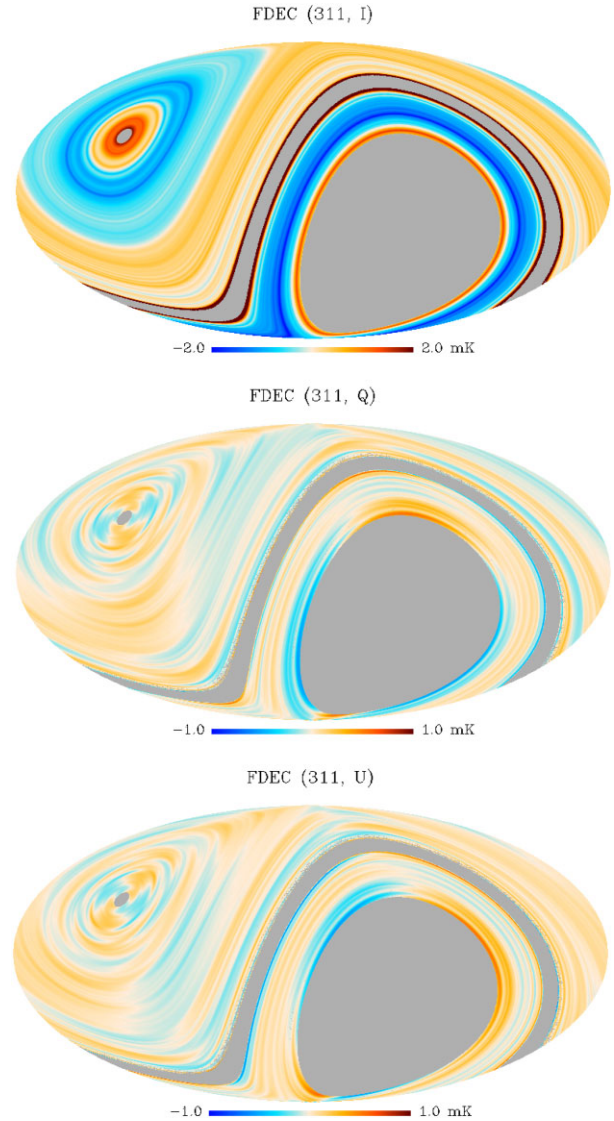 FDEC (311, I)
−2.0 2.0 mK
FDEC (311, Q)
−1.0 1.0 mK
FDEC (311, U)
−1.0 1.0 mK